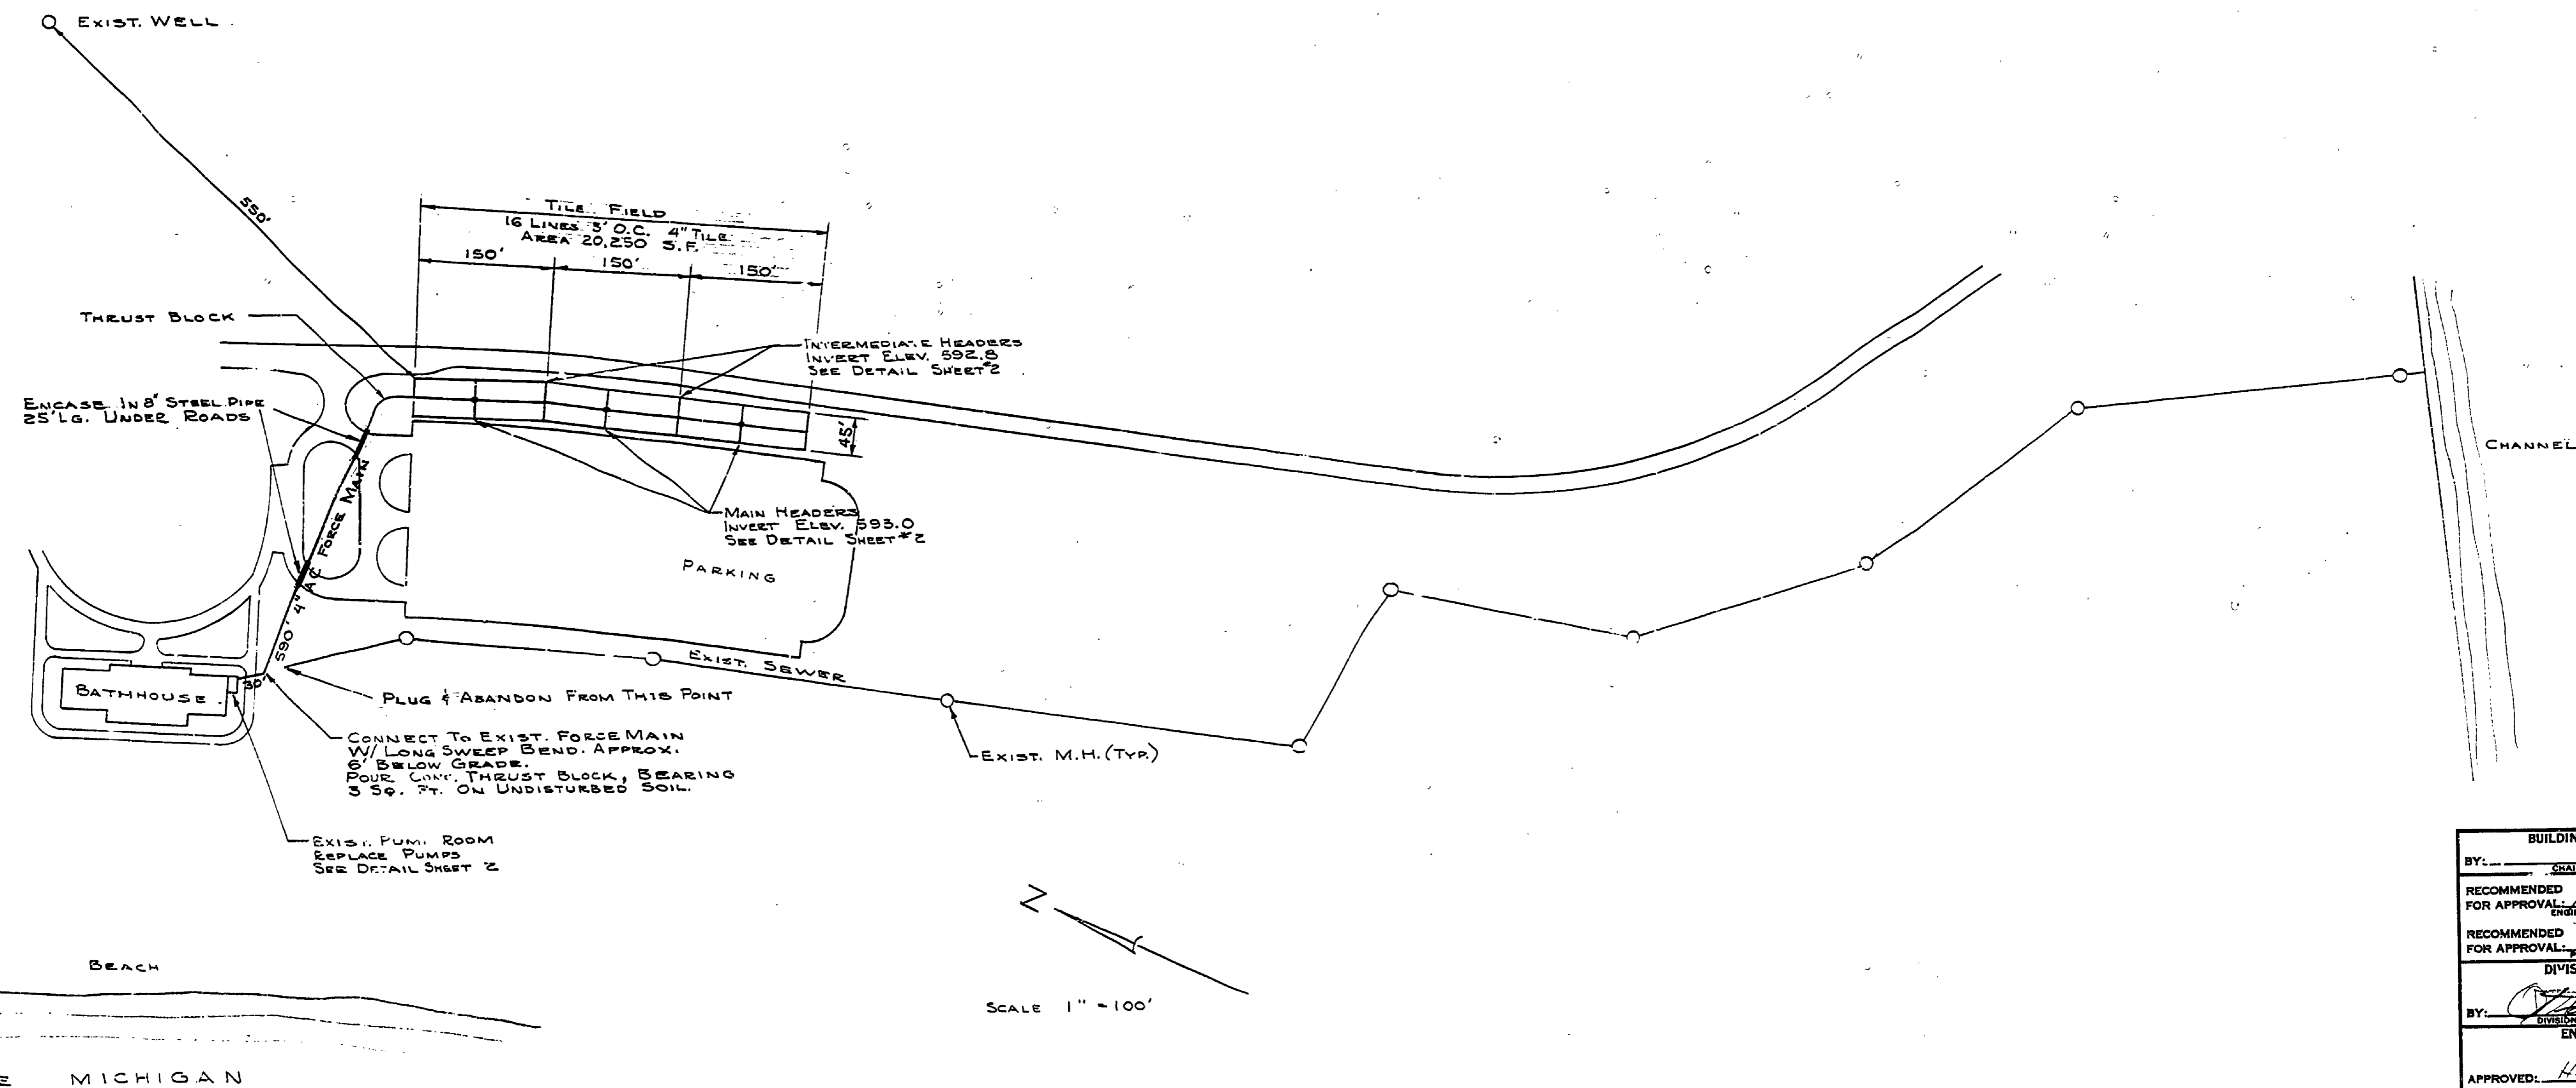 EXIST. WELL
550'
TILE FIELD
16 LINES 3' O.C. 4" TILE
AREA 20,250 S.F.
150'
150'
150'
THRUST BLOCK
INTERMEDIATE HEADERS
INVERT ELEV. 592.8
SEE DETAIL SHEET #2
ENCASE IN 8" STEEL PIPE
25' LG. UNDER ROADS
45'
CHANNEL
MAIN HEADERS
INVERT ELEV. 593.0
SEE DETAIL SHEET #2
590' 4" AC FORCE MAIN
PARKING
EXIST. SEWER
BATHHOUSE
30'
PLUG & ABANDON FROM THIS POINT
CONNECT TO EXIST. FORCE MAIN
W/ LONG SWEEP BEND. APPROX.
6' BELOW GRADE.
POUR CONC. THRUST BLOCK, BEARING
3 SQ. FT. ON UNDISTURBED SOIL.
EXIST. M.H. (TYP.)
EXIST. PUMP ROOM
REPLACE PUMPS
SEE DETAIL SHEET 2
N
SCALE 1" = 100'
BEACH
E MICHIGAN
BUILDIN
BY:
CHAI
RECOMMENDED
FOR APPROVAL:
ENGI
RECOMMENDED
FOR APPROVAL:
DIVIS
BY:
DIVISION
EN
APPROVED: H